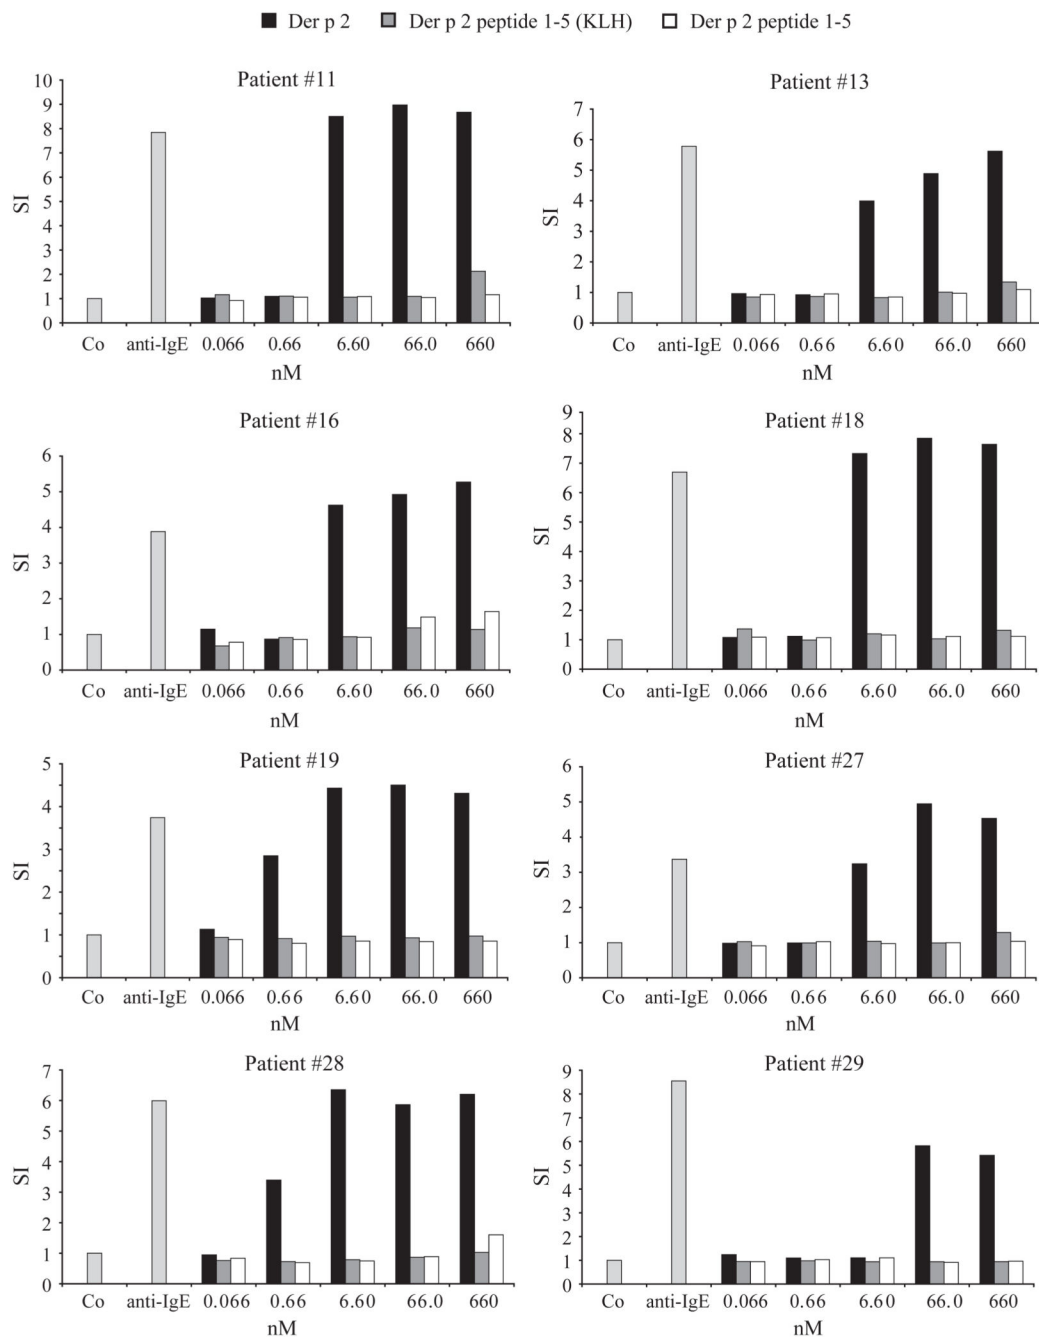 Der p 2 Der p 2 peptide 1-5 (KLH) Der p 2 peptide 1-5
Patient #11
SI
10
9
8
7
6
5
4
3
2
1
0
Co anti-IgE 0.066 0.66 6.60 66.0 660
nM
Patient #13
SI
7
6
5
4
3
2
1
0
Co anti-IgE 0.066 0.66 6.60 66.0 660
nM
Patient #16
SI
6
5
4
3
2
1
0
Co anti-IgE 0.066 0.66 6.60 66.0 660
nM
Patient #18
SI
9
8
7
6
5
4
3
2
1
0
Co anti-IgE 0.066 0.66 6.60 66.0 660
nM
Patient #19
SI
5
4
3
2
1
0
Co anti-IgE 0.066 0.66 6.60 66.0 660
nM
Patient #27
SI
6
5
4
3
2
1
0
Co anti-IgE 0.066 0.66 6.60 66.0 660
nM
Patient #28
SI
7
6
5
4
3
2
1
0
Co anti-IgE 0.066 0.66 6.60 66.0 660
nM
Patient #29
SI
9
8
7
6
5
4
3
2
1
0
Co anti-IgE 0.066 0.66 6.60 66.0 660
nM